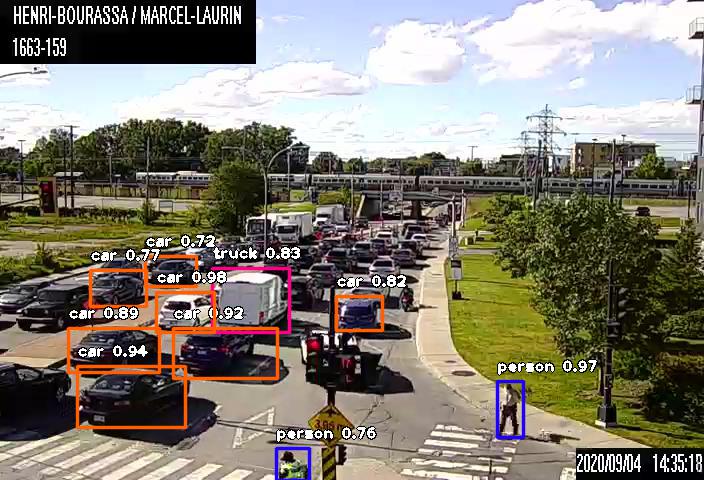 HENRI-BOURASSA / MARCEL-LAURIN
1663-159
car 0.72
car 0.77
truck 0.83
car 0.98
car 0.82
car 0.89
car 0.92
car 0.94
person 0.97
person 0.76
2020/09/04 14:35:18